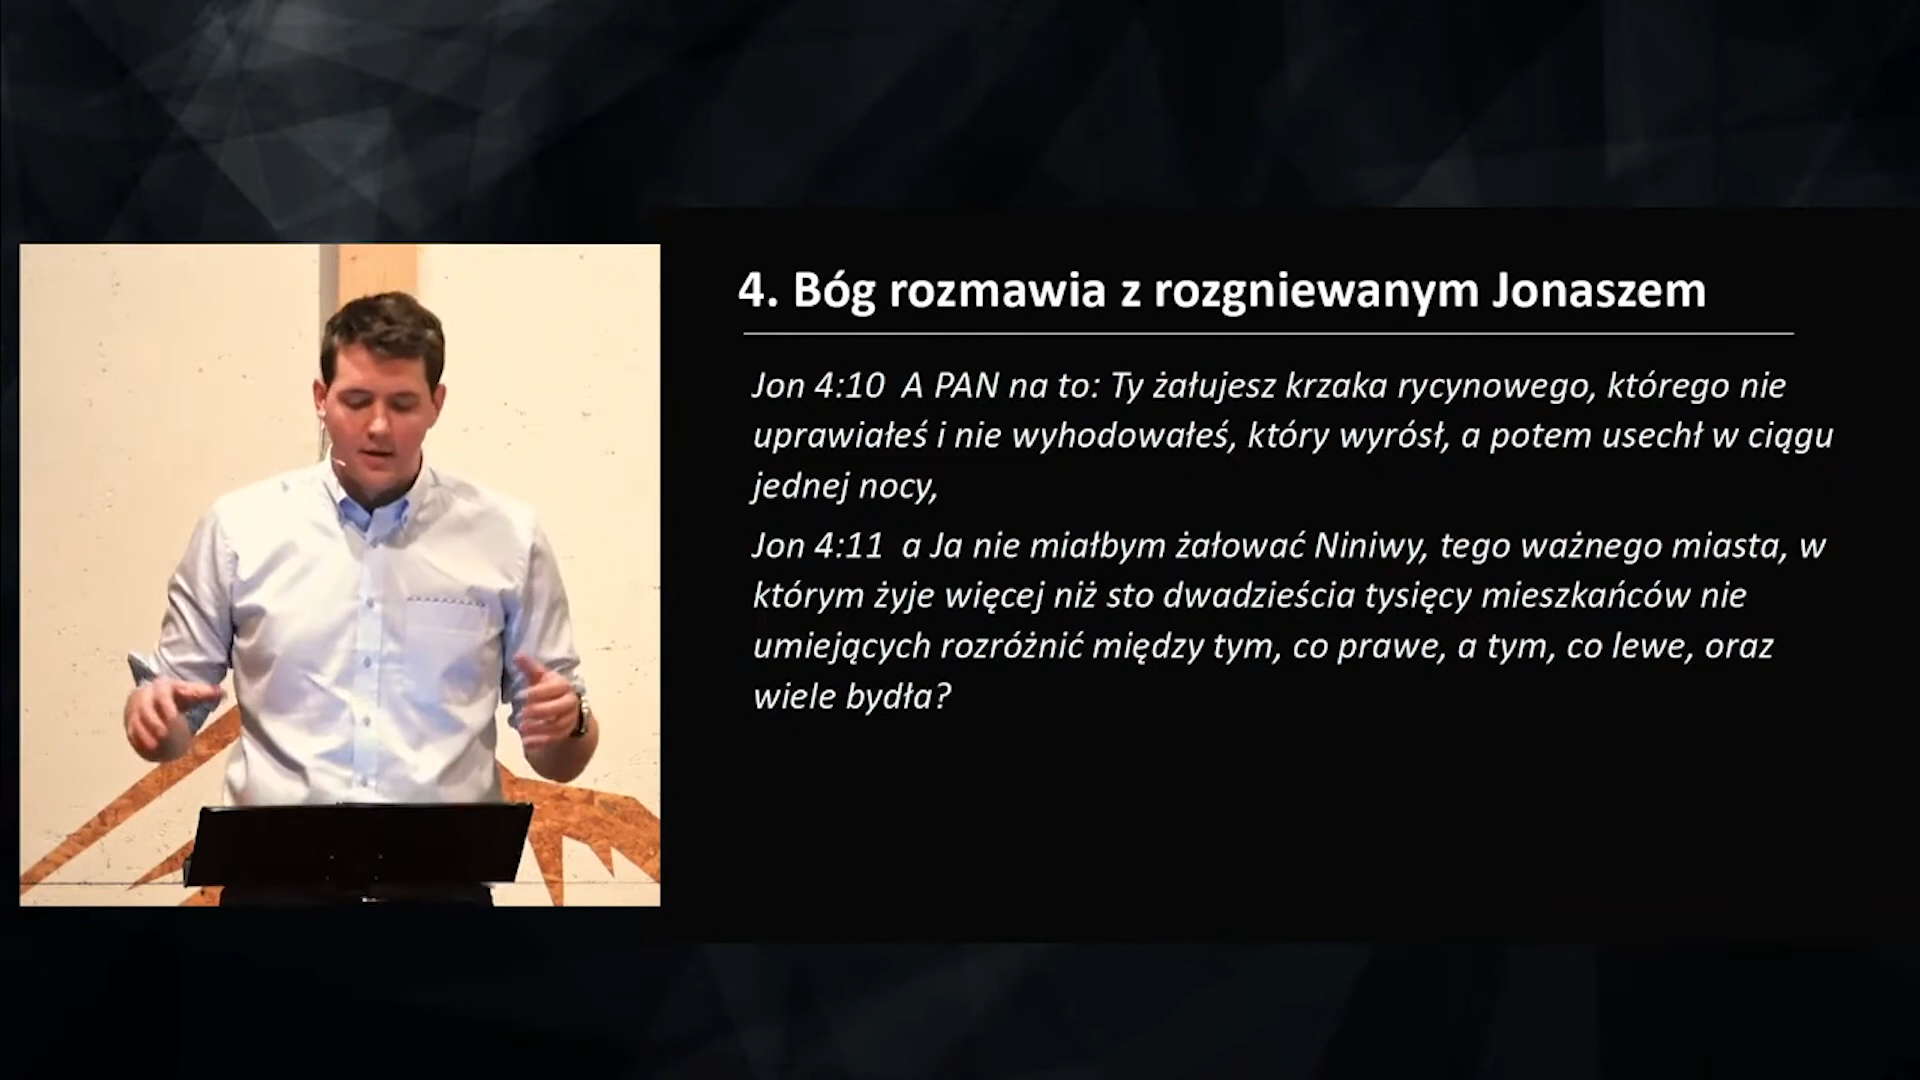 4. Bóg rozmawia z rozgniewanym Jonaszem
Jon 4:10 A PAN na to: Ty żałujesz krzaka rycynowego, którego nie
uprawiałeś i nie wyhodowałeś, który wyrósł, a potem usechł w ciągu
jednej nocy,
Jon 4:11 a Ja nie miałbym żałować Niniwy, tego ważnego miasta, w
którym żyje więcej niż sto dwadzieścia tysięcy mieszkańców nie
umiejących rozróżnić między tym, co prawe, a tym, co lewe, oraz
wiele bydła?